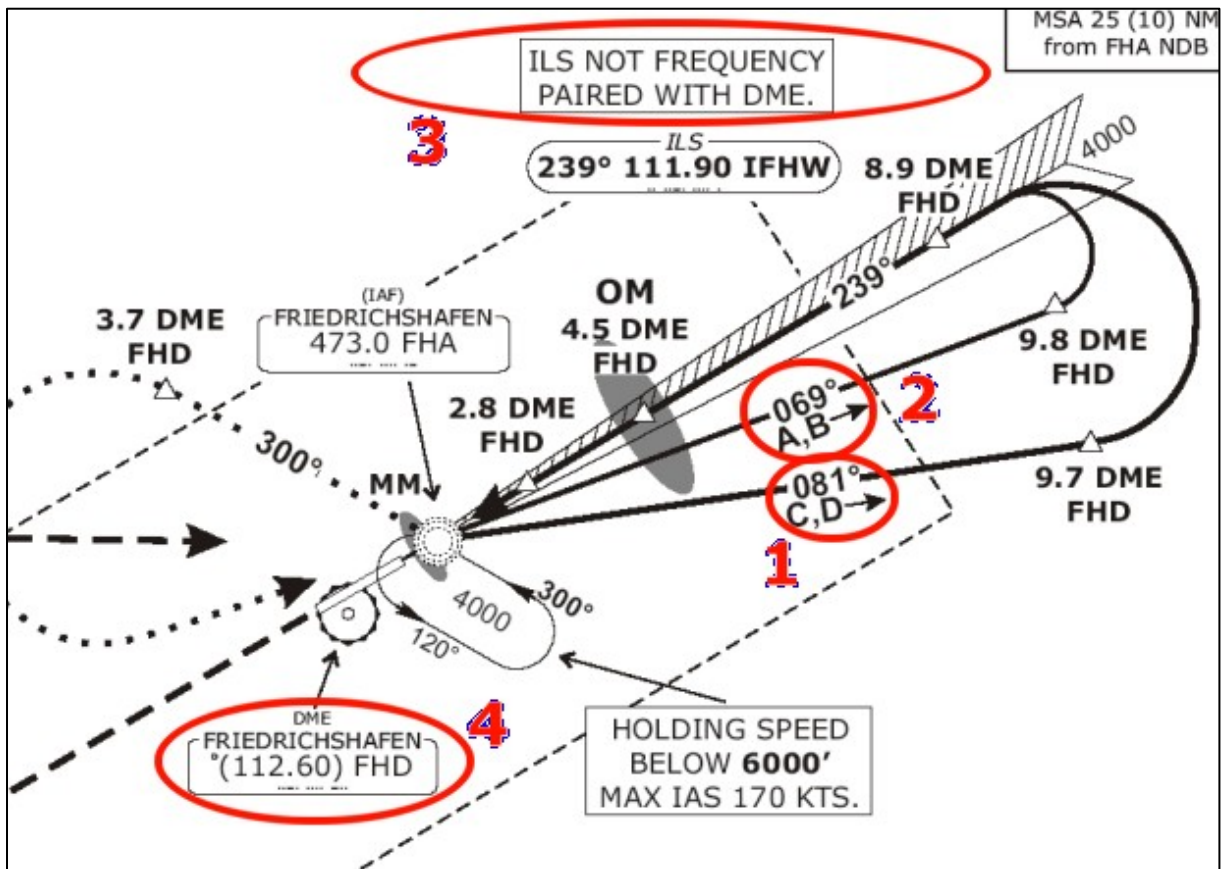 MSA 25 (10) NM
from FHA NDB
ILS NOT FREQUENCY
PAIRED WITH DME.
3
ILS
239° 111.90 IFHW
4000
8.9 DME
FHD
239°
(IAF)
FRIEDRICHSHAFEN
473.0 FHA
OM
4.5 DME
FHD
3.7 DME
FHD
9.8 DME
FHD
2
069°
A,B
2.8 DME
FHD
300°
MM
081°
C,D
9.7 DME
FHD
1
300°
4000
120°
4
DME
FRIEDRICHSHAFEN
°(112.60) FHD
HOLDING SPEED
BELOW 6000’
MAX IAS 170 KTS.